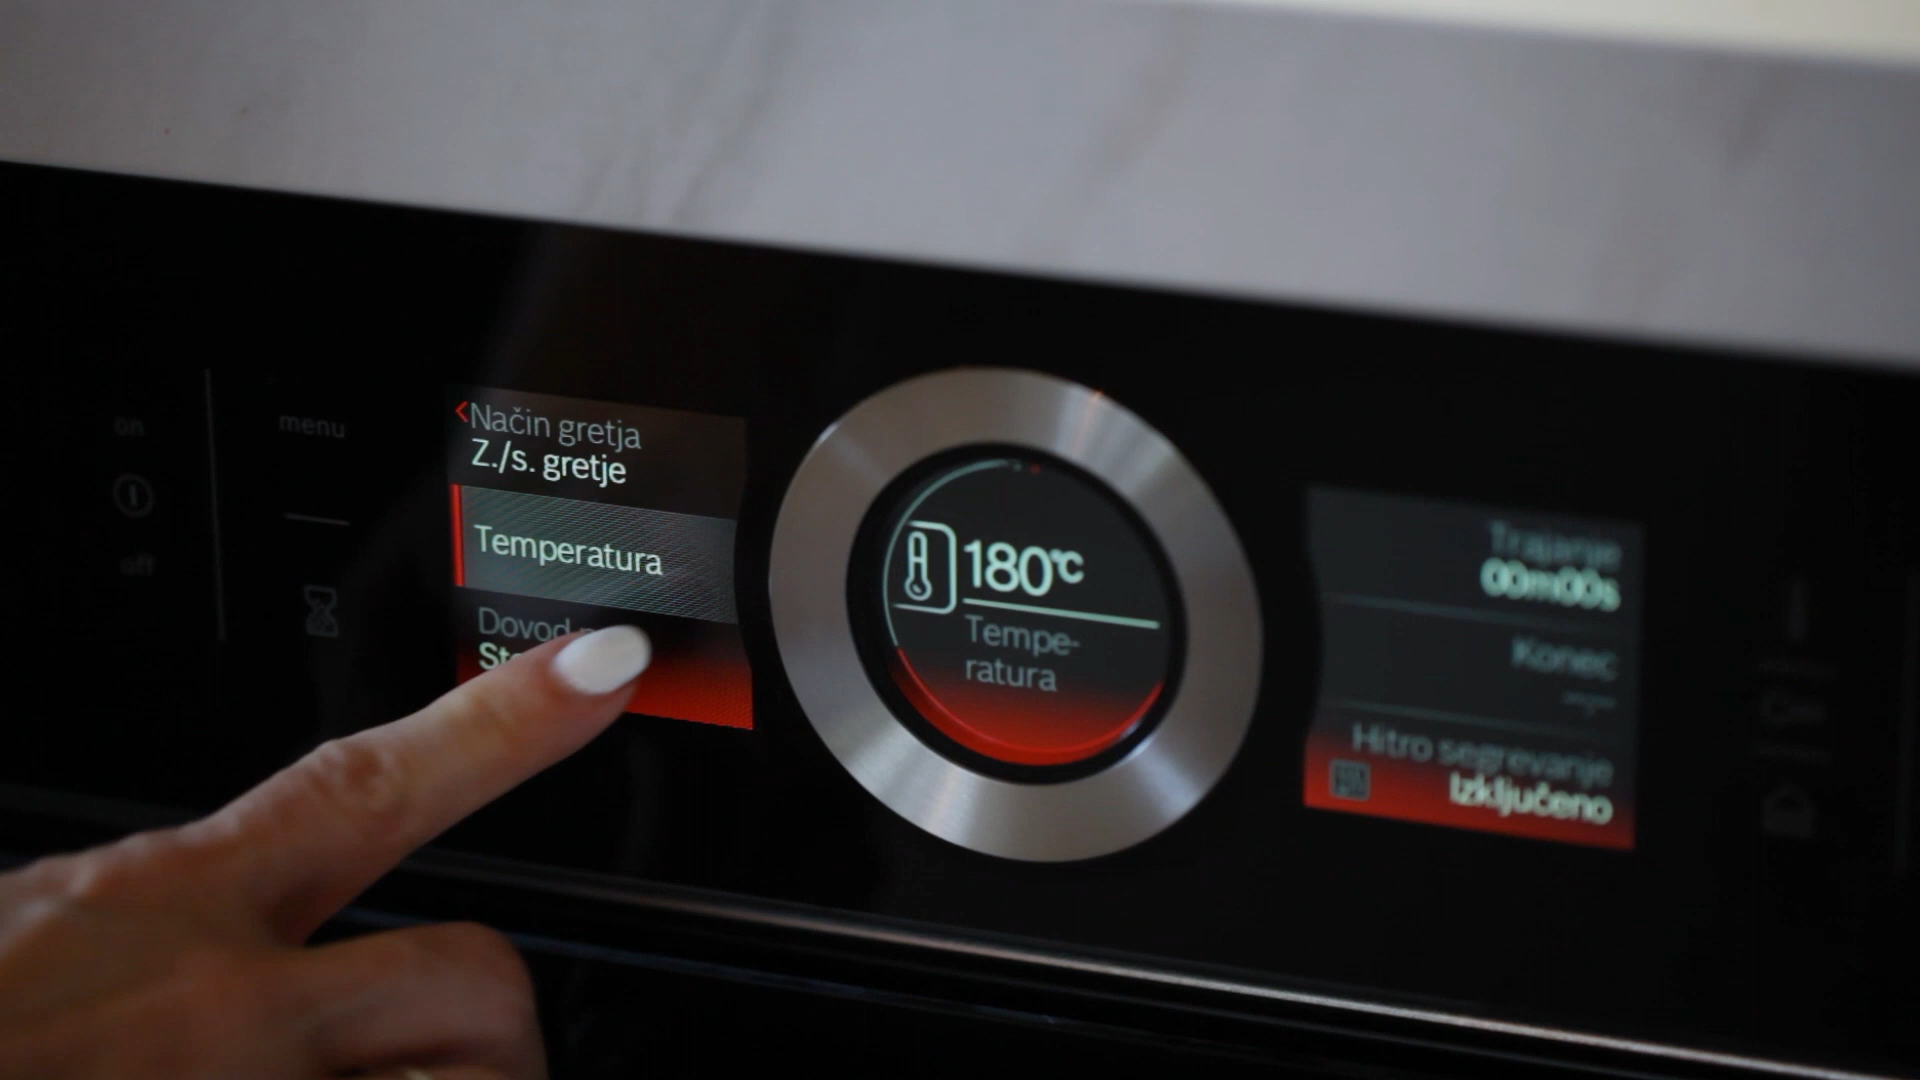 on
off
menu
Način gretja
Z./s. gretje
Temperatura
Dovod
180°C
Tempe-
ratura
Trajanje
00m00s
Konec
--:--
Hitro segrevanje
Izključeno